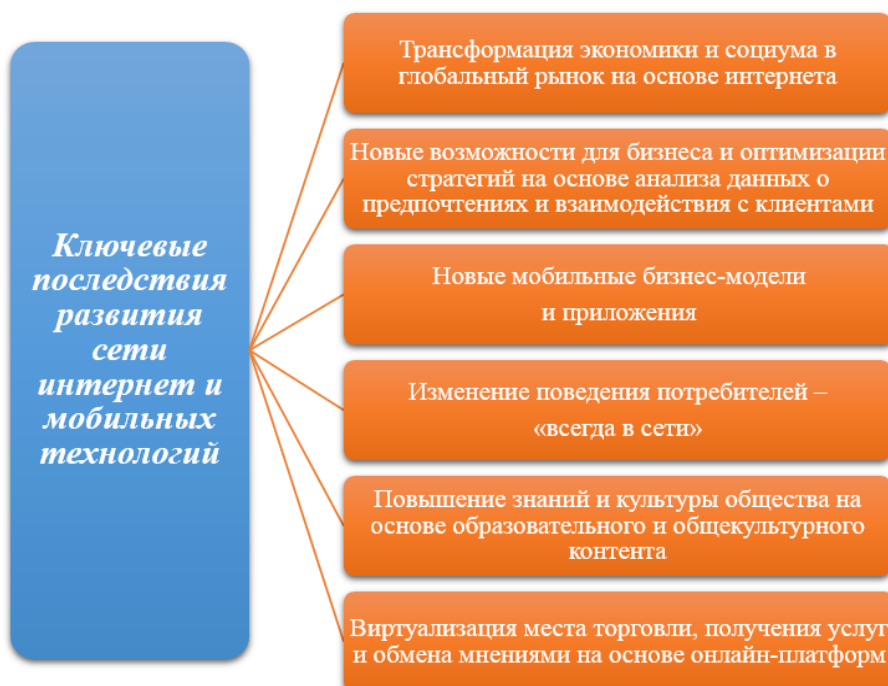 Ключевые
последствия
развития
сети
интернет и
мобильных
технологий
Трансформация экономики и социума в
глобальный рынок на основе интернета
Новые возможности для бизнеса и оптимизации
стратегий на основе анализа данных о
предпочтениях и взаимодействия с клиентами
Новые мобильные бизнес-модели
и приложения
Изменение поведения потребителей –
«всегда в сети»
Повышение знаний и культуры общества на
основе образовательного и общекультурного
контента
Виртуализация места торговли, получения услуг
и обмена мнениями на основе онлайн-платформ